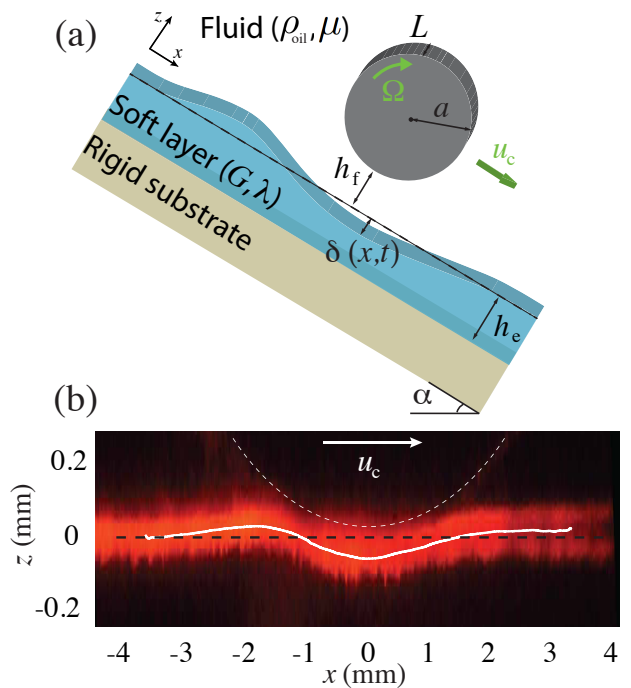 (a)
z
x
Fluid (ρoil, μ)
L
Ω
a
uc
hf
Soft layer (G, λ)
Rigid substrate
δ (x,t)
he
α
(b)
uc
z (mm)
0.2
0
-0.2
-4 -3 -2 -1 0 1 2 3 4
x (mm)